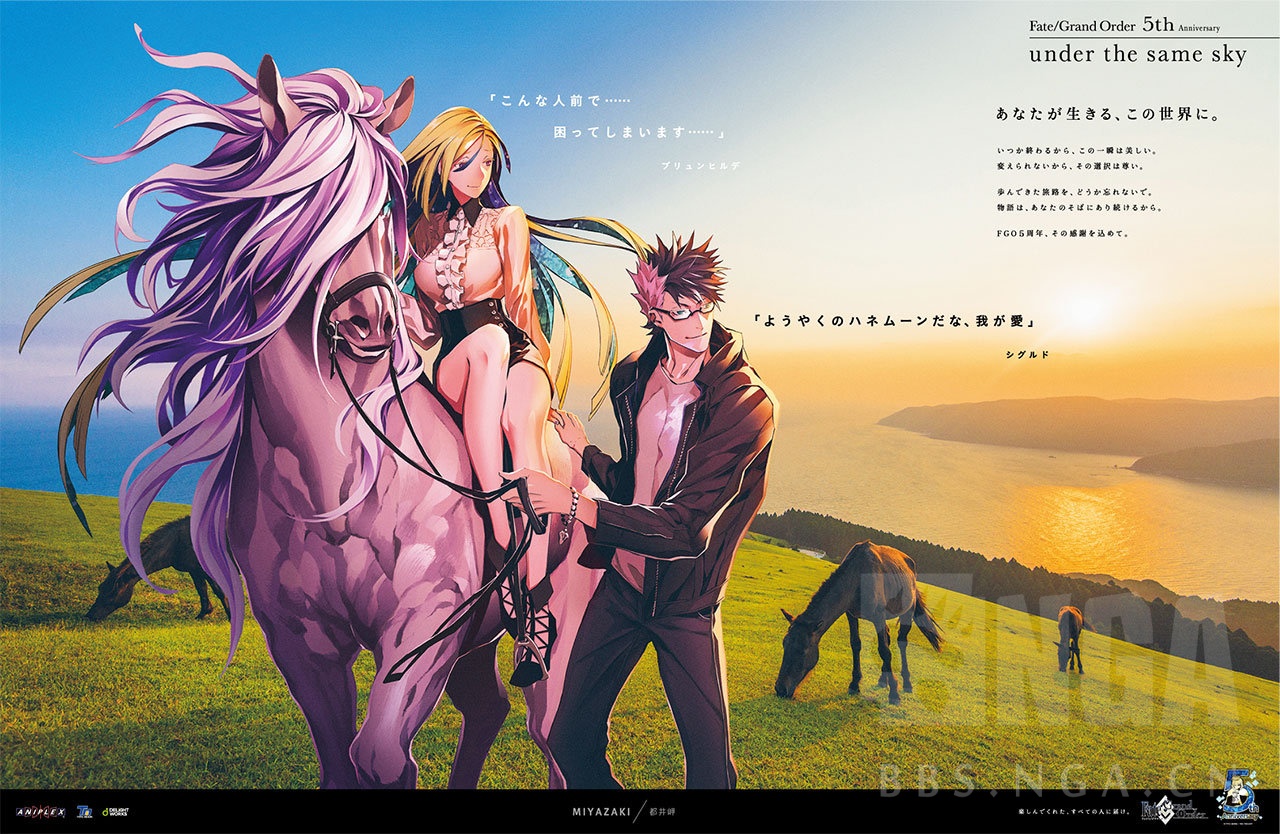 Fate/Grand Order 5th Anniversary
under the same sky
「こんな人前で……
困ってしまいます……」
ブリュンヒルデ
あなたが生きる、この世界に。
いつか終わるから、この一瞬は美しい。
変えられないから、その選択は尊い。
歩んできた旅路を、どうか忘れないで。
物語は、あなたのそばにあり続けるから。
FGO5周年、その感謝を込めて。
「ようやくのハネムーンだな、我が愛」
シグルド
NGA
BBS.NGA.CN
ANIPLEX
DELIGHT WORKS
MIYAZAKI／都井岬
楽しんでくれた、すべての人に届け。
Fate Grand Order
5th Anniversary